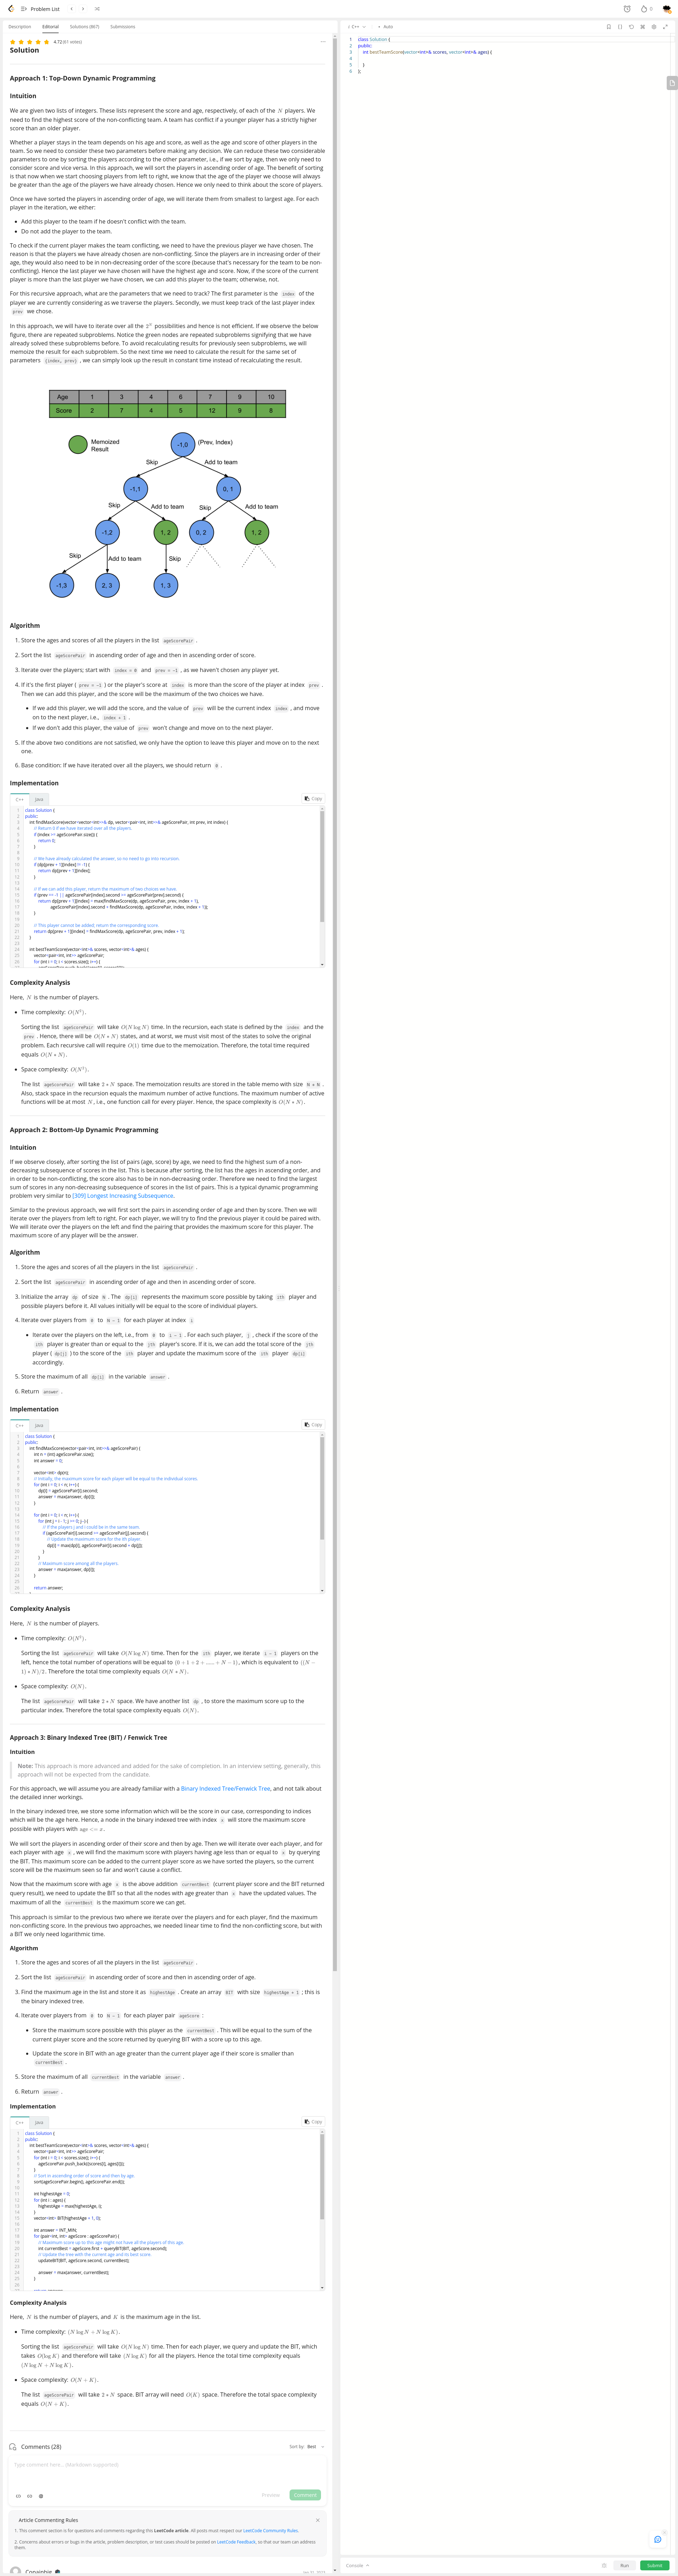 Problem List
0
Description
Editorial
Solutions (867)
Submissions
4.72 (61 votes)
Solution
Approach 1: Top-Down Dynamic Programming
Intuition
We are given two lists of integers. These lists represent the score and age, respectively, of each of the N players. We
need to find the highest score of the non-conflicting team. A team has conflict if a younger player has a strictly higher
score than an older player.
Whether a player stays in the team depends on his age and score, as well as the age and score of other players in the
team. So we need to consider these two parameters before making any decision. We can reduce these two
parameters to one by sorting the players according to the other parameter, i.e., if we sort by age, then we only need to
consider score and vice versa. In this approach, we will sort the players in ascending order of age. The benefit of sorting
is that now when we start choosing players from left to right, we know that the age of the player we choose will always
be greater than the players we have already chosen. Hence we only need to think about the score of players.
Once we have sorted the players in ascending order of age, we will iterate them from smallest to largest age. For each
player in the iteration, we either:
• Add this player to the team if he doesn't conflict with the team.
• Do not add the player to the team.
To check if the current player makes the team conflicting, we need to have the previous player we have chosen. The
reason is that the players we have already chosen are non-conflicting. Since the players are in increasing order of their
age, they would also need to be in non-decreasing order of the score (because that's necessary for the team to be non-
conflicting). Hence the last player we have chosen will have the highest age and score. Now, if the score of the current
player is more than the last player we have chosen, we can add this player to the team; otherwise, not.
For this recursive approach, what are the parameters that we need to track? The first parameter is the index of the
player we are currently considering as we traverse the players. Secondly, we must keep track of the last player index
prev we chose.
In this approach, we will have to iterate over all the 2^N possibilities and hence is not efficient. If we observe the below
figure, there are repeated subproblems. Notice the green nodes are repeated subproblems signifying that we have
already solved these subproblems before. To avoid recalculating results for previously seen subproblems, we will
memoize the result for each subproblem. So the next time we need to calculate the result for the same set of
parameters {index, prev} , we can simply look up the result in constant time instead of recalculating the result.
Age 1 3 4 6 7 9 10
Score 2 7 4 5 12 9 8
Memoized
Result
-1,0
(Prev, Index)
Skip
Add to team
-1,1
0, 1
Skip
Add to team
Skip
Add to team
-1,2
1, 2
0, 2
1, 2
Skip
Add to team
Skip
-1,3
2, 3
1, 3
Algorithm
1. Store the ages and scores of all the players in the list ageScorePair .
2. Sort the list ageScorePair in ascending order of age and then in ascending order of score.
3. Iterate over the players; start with index = 0 and prev = -1 , as we haven't chosen any player yet.
4. If it's the first player ( prev = -1 ) or the player's score at index is more than the score of the player at index prev .
Then we can add this player, and the score will be the maximum of the two choices we have.
• If we add this player, we will add the score, and the value of prev will be the current index index , and move
on to the next player, i.e., index + 1 .
• If we don't add this player, the value of prev won't change and move on to the next player.
5. If the above two conditions are not satisfied, we only have the option to leave this player and move on to the next
one.
6. Base condition: If we have iterated over all the players, we should return 0 .
Implementation
C++
Java
Copy
1 class Solution {
2 public:
3 int findMaxScore(vector<vector<int>>& dp, vector<pair<int, int>>& ageScorePair, int prev, int index) {
4 // Return 0 if we have iterated over all the players.
5 if (index >= ageScorePair.size()) {
6 return 0;
7 }
8
9 // We have already calculated the answer, so no need to go into recursion.
10 if (dp[prev + 1][index] != -1) {
11 return dp[prev + 1][index];
12 }
13
14 // If we can add this player, return the maximum of two choices we have.
15 if (prev == -1 || ageScorePair[index].second >= ageScorePair[prev].second) {
16 return dp[prev + 1][index] = max(findMaxScore(dp, ageScorePair, prev, index + 1),
17 ageScorePair[index].second + findMaxScore(dp, ageScorePair, index, index + 1));
18 }
19
20 // This player cannot be added; return the corresponding score.
21 return dp[prev + 1][index] = findMaxScore(dp, ageScorePair, prev, index + 1);
22 }
23
24 int bestTeamScore(vector<int>& scores, vector<int>& ages) {
25 vector<pair<int, int>> ageScorePair;
26 for (int i = 0; i < scores.size(); i++) {
Complexity Analysis
Here, N is the number of players.
• Time complexity: O(N²).
Sorting the list ageScorePair will take O(N log N) time. In the recursion, each state is defined by the index and the
prev . Hence, there will be O(N ∗ N) states, and at worst, we must visit most of the states to solve the original
problem. Each recursive call will require O(1) time due to the memoization. Therefore, the total time required
equals O(N ∗ N).
• Space complexity: O(N²).
The list ageScorePair will take 2 ∗ N space. The memoization results are stored in the table memo with size N * N .
Also, stack space in the recursion equals the maximum number of active functions. The maximum number of active
functions will be at most N, i.e., one function call for every player. Hence, the space complexity is O(N ∗ N).
Approach 2: Bottom-Up Dynamic Programming
Intuition
If we observe closely, after sorting the list of pairs (age, score) by age, we need to find the highest score of a non-
decreasing subsequence of scores in the list. This is because after sorting, the list has the ages in ascending order, and
in order to be non-conflicting, the score also has to be in non-decreasing order. Therefore we need to find the largest
sum of scores in any non-decreasing subsequence of scores in the list of pairs. This is a typical dynamic programming
problem very similar to [309] Longest Increasing Subsequence.
Similar to the previous approach, we will first sort the pairs in ascending order of age and then by score. Then we will
iterate over the players from left to right. For each player, we will try to find the previous player it could be paired with.
We will iterate over the players on the left and find the pairing that provides the maximum score for this player. The
maximum score of any player will be the answer.
Algorithm
1. Store the ages and scores of all the players in the list ageScorePair .
2. Sort the list ageScorePair in ascending order of age and then in ascending order of score.
3. Initialize the array dp of size N . The dp[i] represents the maximum score possible by taking ith player and
possible players before it. All values initially will be equal to the score of individual players.
4. Iterate over players from 0 to N - 1 for each player at index i
• Iterate over the players on the left, i.e., from 0 to i - 1 . For each such player, j , check if the score of the
ith player is greater than or equal to the jth player's score. If it is, we can add the total score of the jth
player ( dp[j] ) to the score of the ith player and update the maximum score of the ith player dp[i]
accordingly.
5. Store the maximum of all dp[i] in the variable answer .
6. Return answer .
Implementation
C++
Java
Copy
1 class Solution {
2 public:
3 int findMaxScore(vector<pair<int, int>>& ageScorePair) {
4 int n = (int) ageScorePair.size();
5 int answer = 0;
6
7 vector<int> dp(n);
8 // Initially, the maximum score for each player will be equal to the individual scores.
9 for (int i = 0; i < n; i++) {
10 dp[i] = ageScorePair[i].second;
11 answer = max(answer, dp[i]);
12 }
13
14 for (int i = 0; i < n; i++) {
15 for (int j = i - 1; j >= 0; j--) {
16 // If the players j and i could be in the same team.
17 if (ageScorePair[i].second >= ageScorePair[j].second) {
18 // Update the maximum score for the ith player.
19 dp[i] = max(dp[i], ageScorePair[i].second + dp[j]);
20 }
21 }
22 // Maximum score among all the players.
23 answer = max(answer, dp[i]);
24 }
25
26 return answer;
Complexity Analysis
Here, N is the number of players.
• Time complexity: O(N²).
Sorting the list ageScorePair will take O(N log N) time. Then for the ith player, we iterate i - 1 players on the
left, hence the total number of operations will be equal to (0 + 1 + 2 + ..... + N − 1), which is equivalent to ((N −
1) ∗ N)/2. Therefore the total time complexity equals O(N ∗ N).
• Space complexity: O(N).
The list ageScorePair will take 2 ∗ N space. We have another list dp , to store the maximum score up to the
particular index. Therefore the total space complexity equals O(N).
Approach 3: Binary Indexed Tree (BIT) / Fenwick Tree
Intuition
Note: This approach is more advanced and added for the sake of completion. In an interview setting, generally, this
approach will not be expected from the candidate.
For this approach, we will assume you are already familiar with a Binary Indexed Tree/Fenwick Tree, and not talk about
the detailed inner workings.
In the binary indexed tree, we store some information which will be the score in our case, corresponding to indices
which will be the age here. Hence, a node in the binary indexed tree with index x will store the maximum score
possible with players with age <= x.
We will sort the players in ascending order of their score and then by age. Then we will iterate over each player, and for
each player with age x , we will find the maximum score with players having age less than or equal to x by querying
the BIT. This maximum score can be added to the current player score as we have sorted the players, so the current
score will be the maximum seen so far and won't cause a conflict.
Now that the maximum score with age x is the above addition currentBest (current player score and the BIT returned
query result), we need to update the BIT so that all the nodes with age greater than x have the updated values. The
maximum of all the currentBest is the maximum score we can get.
This approach is similar to the previous two where we iterate over the players and for each player, find the maximum
non-conflicting score. In the previous two approaches, we needed linear time to find the non-conflicting score, but with
a BIT we need only logarithmic time.
Algorithm
1. Store the ages and scores of all the players in the list ageScorePair .
2. Sort the list ageScorePair in ascending order of score and then in ascending order of age.
3. Find the maximum age in the list and store it as highestAge . Create an array BIT with size highestAge + 1 ; this is
the binary indexed tree.
4. Iterate over players from 0 to N - 1 for each player pair ageScore :
• Store the maximum score possible with this player as the currentBest . This will be equal to the sum of the
current player score and the score returned by querying BIT with a score up to this age.
• Update the score in BIT with an age greater than the current player age if their score is smaller than
currentBest .
5. Store the maximum of all currentBest in the variable answer .
6. Return answer .
Implementation
C++
Java
Copy
1 class Solution {
2 public:
3 int bestTeamScore(vector<int>& scores, vector<int>& ages) {
4 vector<pair<int, int>> ageScorePair;
5 for (int i = 0; i < scores.size(); i++) {
6 ageScorePair.push_back({scores[i], ages[i]});
7 }
8 // Sort in ascending order of score and then by age.
9 sort(ageScorePair.begin(), ageScorePair.end());
10
11 int highestAge = 0;
12 for (int i : ages) {
13 highestAge = max(highestAge, i);
14 }
15 vector<int> BIT(highestAge + 1, 0);
16
17 int answer = INT_MIN;
18 for (pair<int, int> ageScore : ageScorePair) {
19 // Maximum score up to this age might not have all the players of this age.
20 int currentBest = ageScore.first + queryBIT(BIT, ageScore.second);
21 // Update the tree with the current age and its best score.
22 updateBIT(BIT, ageScore.second, currentBest);
23
24 answer = max(answer, currentBest);
25 }
26
Complexity Analysis
Here, N is the number of players, and K is the maximum age in the list.
• Time complexity: (N log N + N log K).
Sorting the list ageScorePair will take O(N log N) time. Then for each player, we query and update the BIT, which
takes O(log K) and therefore will take (N log K) for all the players. Hence the total time complexity equals
(N log N + N log K).
• Space complexity: O(N + K).
The list ageScorePair will take 2 ∗ N space. BIT array will need O(K) space. Therefore the total space complexity
equals O(N + K).
Comments (28)
Sort by: Best
Type comment here... (Markdown supported)
Preview
Comment
Article Commenting Rules
1. This comment section is for questions and comments regarding this LeetCode article. All posts must respect our LeetCode Community Rules.
2. Concerns about errors or bugs in the article, problem description, or test cases should be posted on LeetCode Feedback, so that our team can address
them.
C++
Auto
1 class Solution {
2 public:
3 int bestTeamScore(vector<int>& scores, vector<int>& ages) {
4
5 }
6 };
Console
Run
Submit